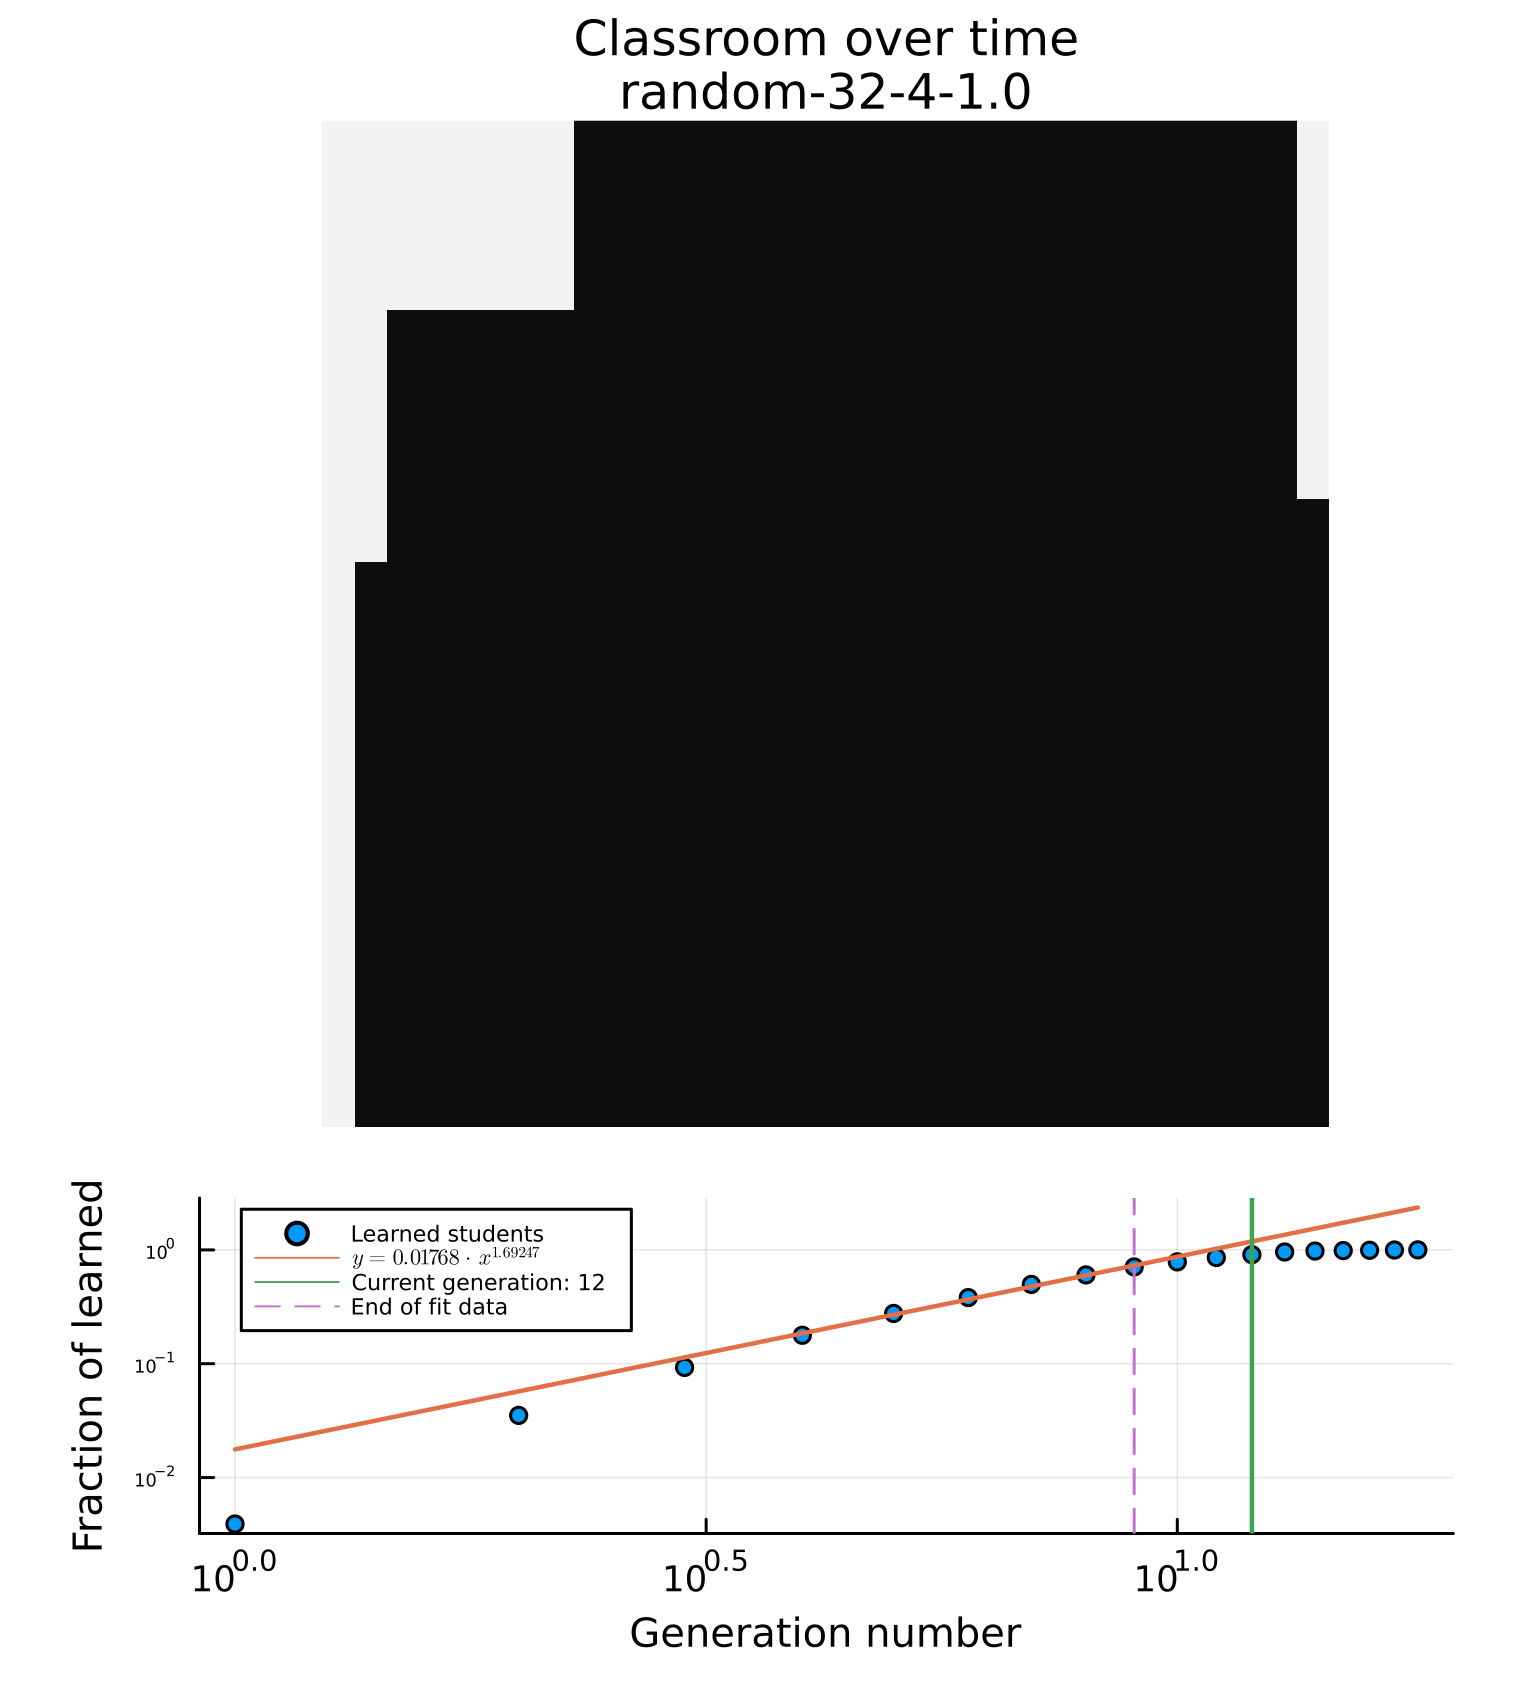 Classroom over time
random-32-4-1.0
Fraction of learned
10⁰
10⁻¹
10⁻²
Learned students
y = 0.01768 · x^1.69247
Current generation: 12
End of fit data
10^0.0
10^0.5
10^1.0
Generation number